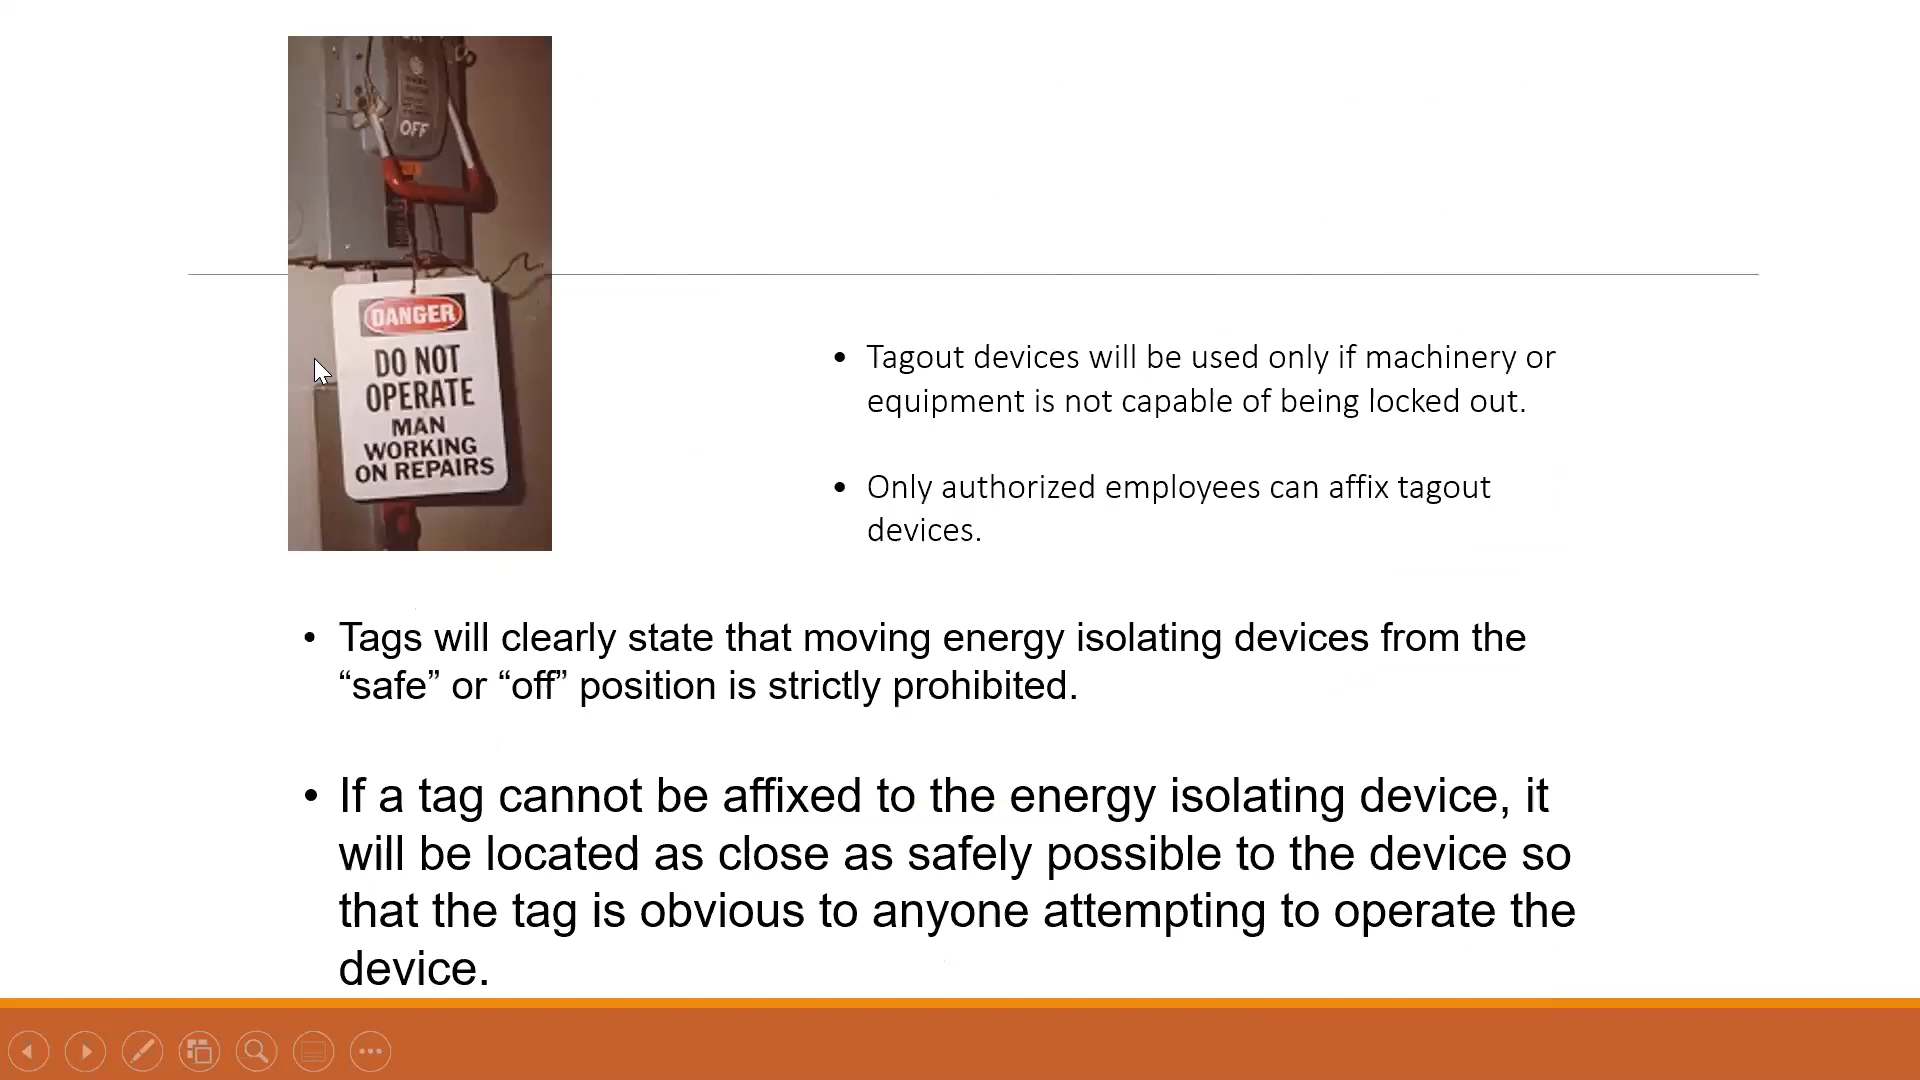 OFF
DANGER
DO NOT
OPERATE
MAN
WORKING
ON REPAIRS
• Tagout devices will be used only if machinery or
equipment is not capable of being locked out.
• Only authorized employees can affix tagout
devices.
• Tags will clearly state that moving energy isolating devices from the
“safe” or “off” position is strictly prohibited.
• If a tag cannot be affixed to the energy isolating device, it
will be located as close as safely possible to the device so
that the tag is obvious to anyone attempting to operate the
device.